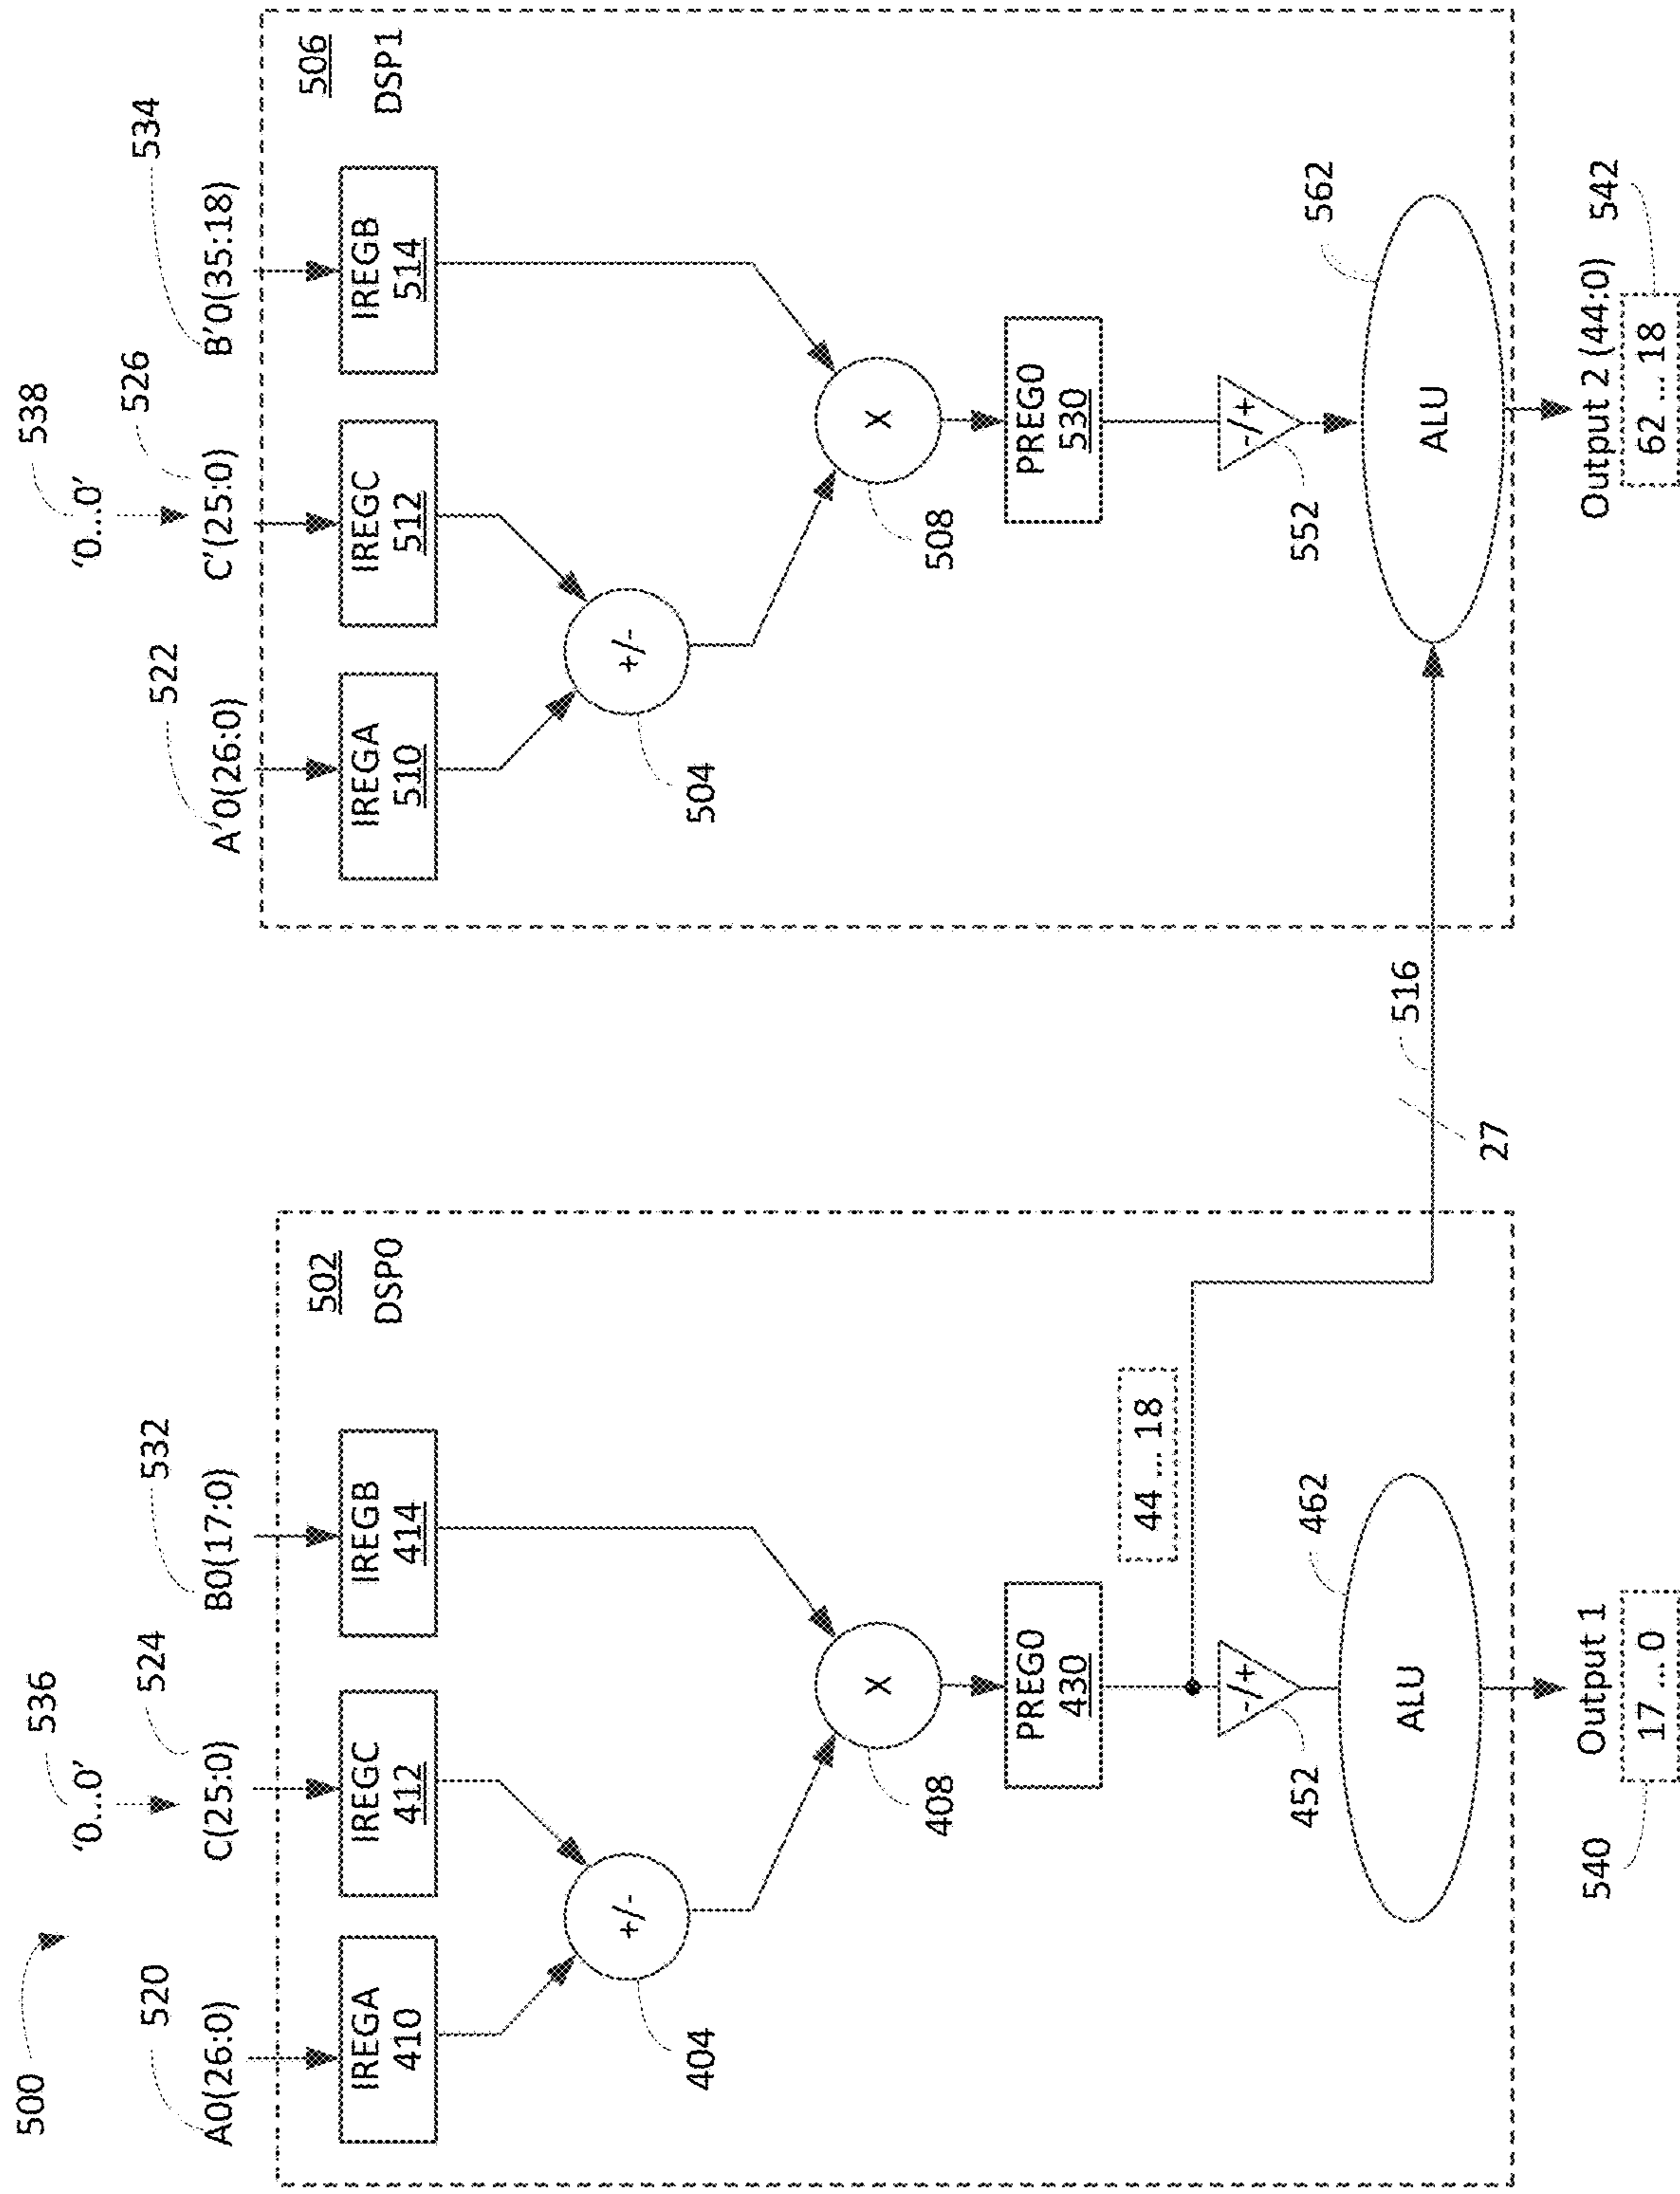 500
536
'0...0'
520
A0(26:0)
524
C(25:0)
532
B0(17:0)
502
DSP0
IREGA
410
IREGC
412
IREGB
414
+/-
404
X
408
PREG0
430
44 ... 18
-/+
452
462
ALU
Output 1
17 ... 0
540
27
516
538
'0...0'
522
A'0(26:0)
526
C'(25:0)
534
B'0(35:18)
506
DSP1
IREGA
510
IREGC
512
IREGB
514
+/-
504
X
508
PREG0
530
-/+
552
562
ALU
Output 2 (44:0)
62 ... 18
542